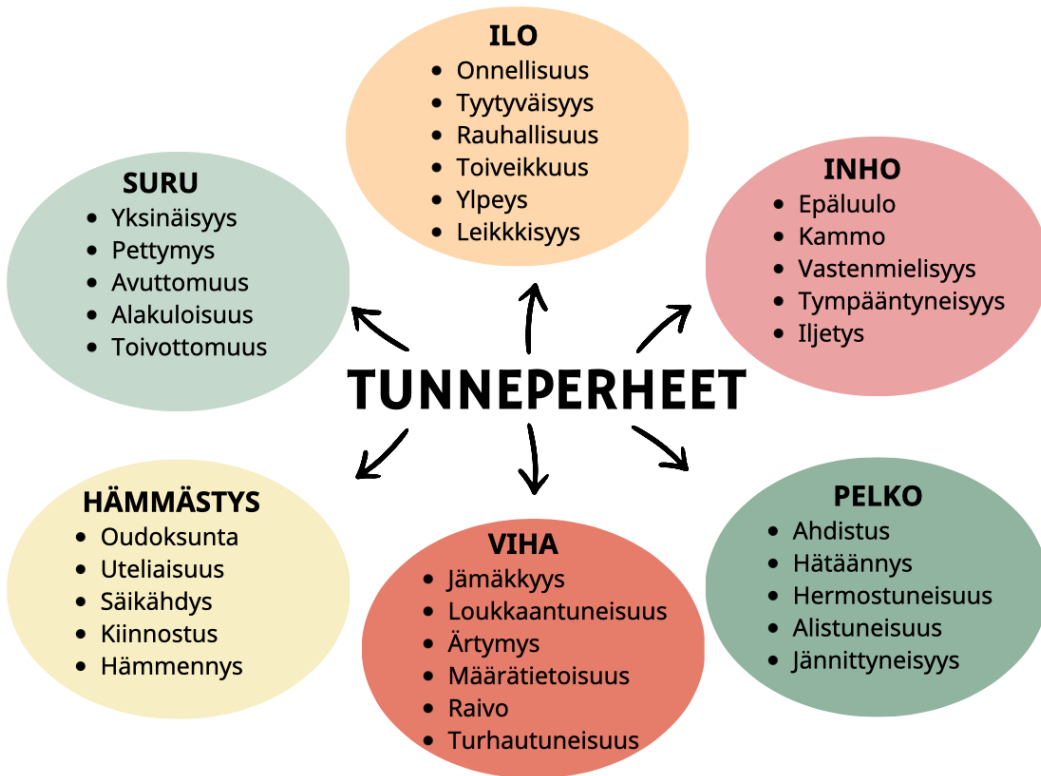 ILO
Onnellisuus
Tyytyväisyys
Rauhallisuus
Toiveikkuus
Ylpeys
Leikkkisyys
SURU
Yksinäisyys
Pettymys
Avuttomuus
Alakuloisuus
Toivottomuus
INHO
Epäluulo
Kammo
Vastenmielisyys
Tympääntyneisyys
Iljetys
TUNNEPERHEET
HÄMMÄSTYS
Oudoksunta
Uteliaisuus
Säikähdys
Kiinnostus
Hämmennys
VIHA
Jämäkkyys
Loukkaantuneisuus
Ärtymys
Määrätietoisuus
Raivo
Turhautuneisuus
PELKO
Ahdistus
Hätäännys
Hermostuneisuus
Alistuneisuus
Jännittyneisyys